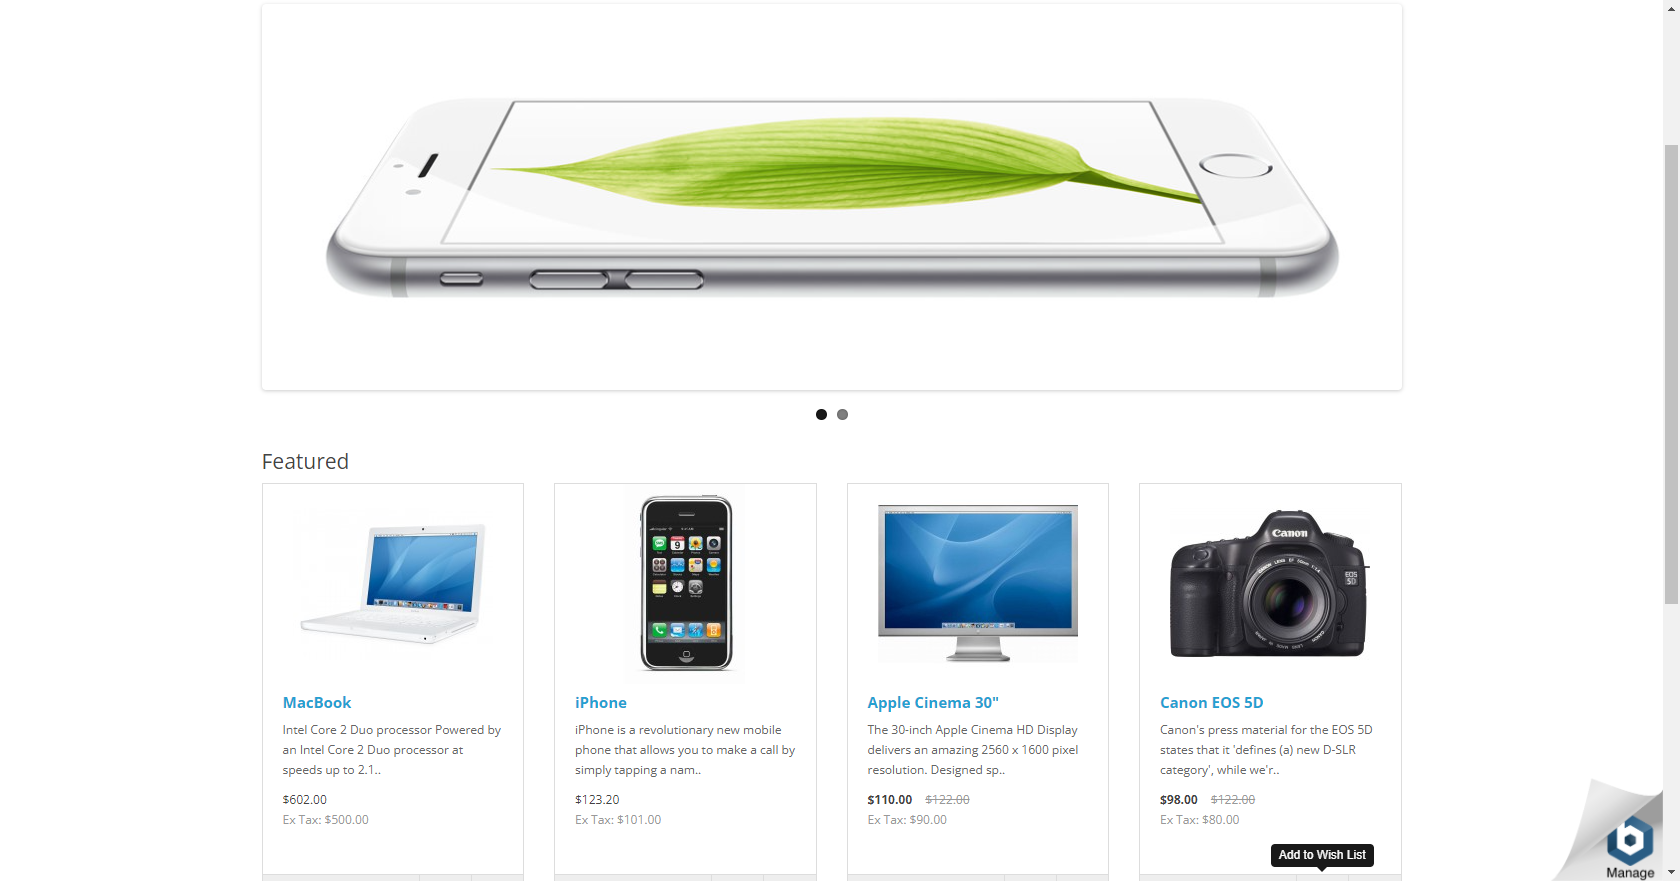 Featured
Canon
EOS
5D
MacBook
Intel Core 2 Duo processor Powered by
an Intel Core 2 Duo processor at
speeds up to 2.1..
$602.00
Ex Tax: $500.00
iPhone
iPhone is a revolutionary new mobile
phone that allows you to make a call by
simply tapping a nam..
$123.20
Ex Tax: $101.00
Apple Cinema 30"
The 30-inch Apple Cinema HD Display
delivers an amazing 2560 x 1600 pixel
resolution. Designed sp..
$110.00 $122.00
Ex Tax: $90.00
Canon EOS 5D
Canon's press material for the EOS 5D
states that it 'defines (a) new D-SLR
category', while we'r..
$98.00 $122.00
Ex Tax: $80.00
Add to Wish List
Manage